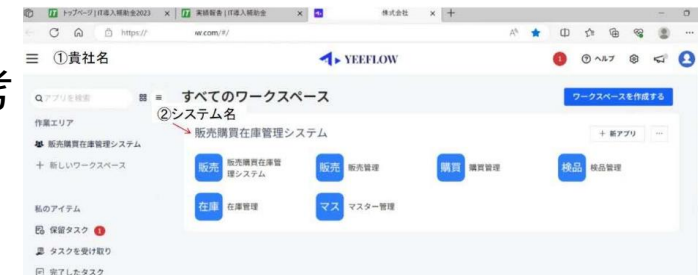 トップページ | IT導入補助金2023
実績報告 | IT導入補助金
株式会社
https://
w.com/#/
①貴社名
YEEFLOW
1
ヘルプ
考
アプリを検索
すべてのワークスペース
ワークスペースを作成する
②システム名
作業エリア
販売購買在庫管理システム
+ 新アプリ
販売購買在庫管理システム
+ 新しいワークスペース
販売
販売購買在庫管
理システム
販売
販売管理
購買
購買管理
検品
検品管理
在庫
在庫管理
マス
マスター管理
私のアイテム
保留タスク 1
タスクを受け取り
完了したタスク